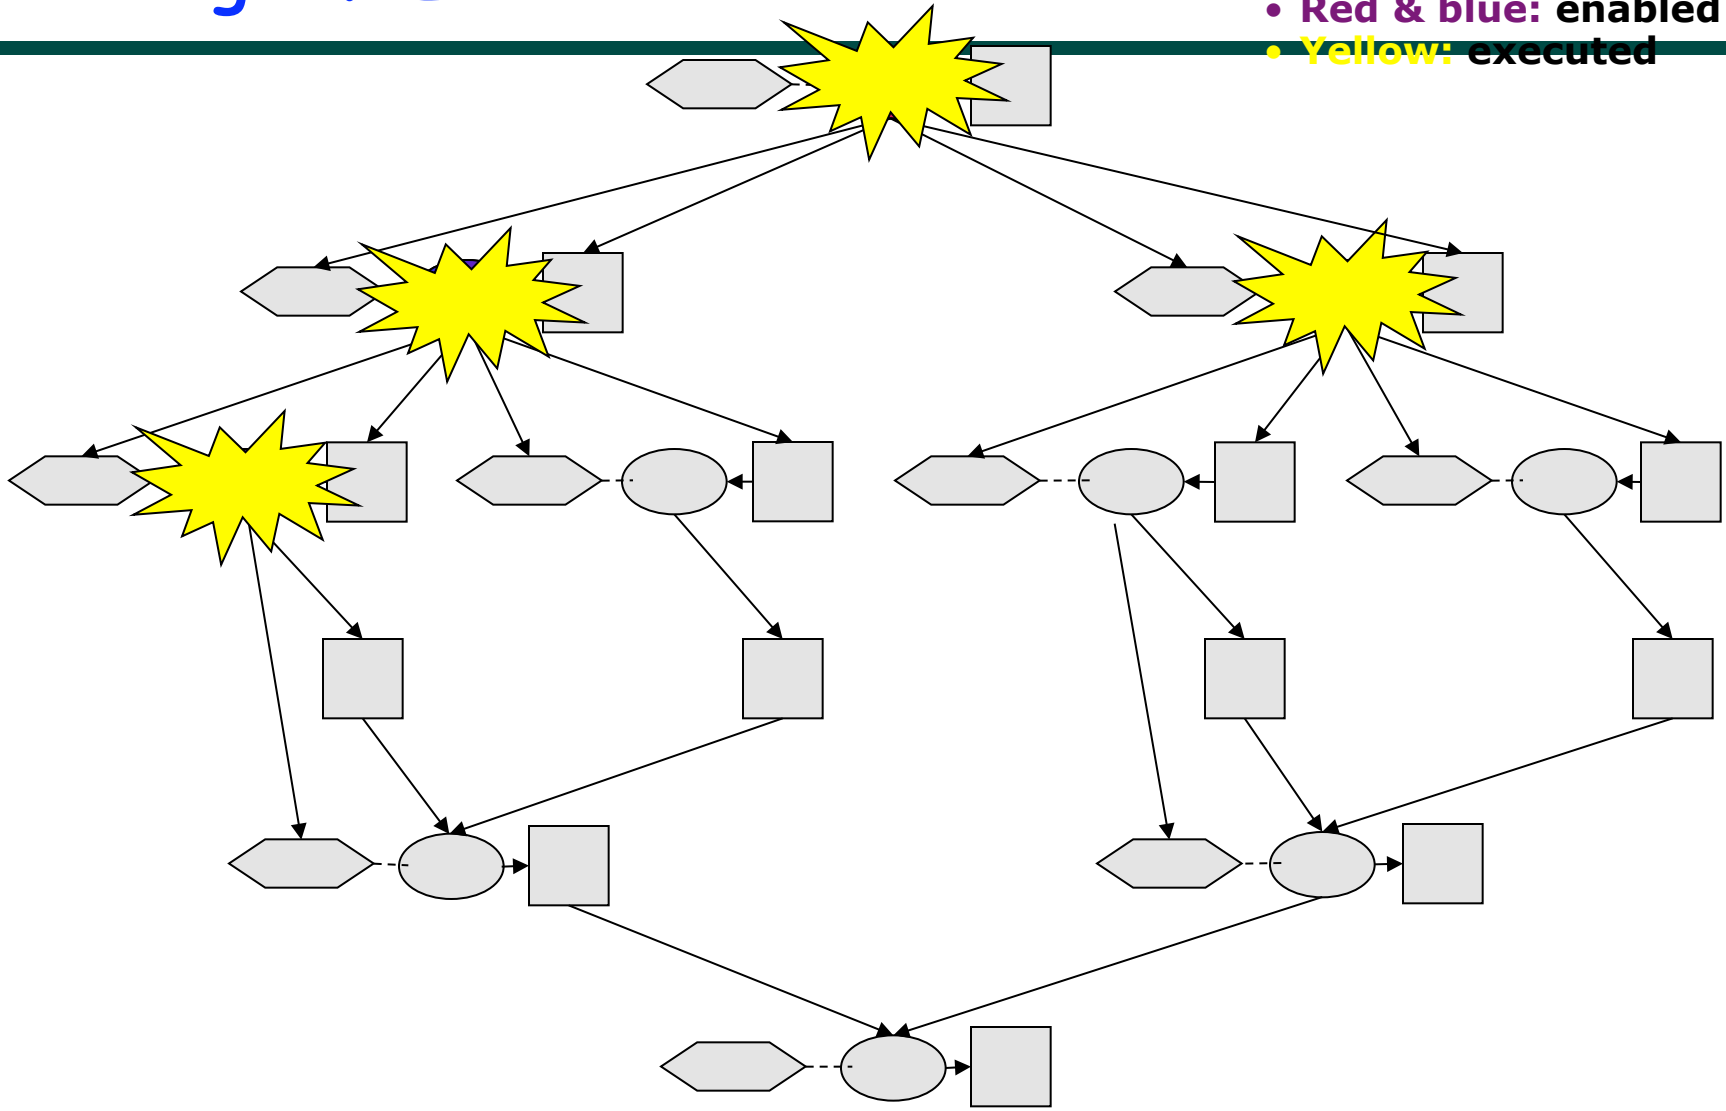 • Red & blue: enabled
• Yellow: executed